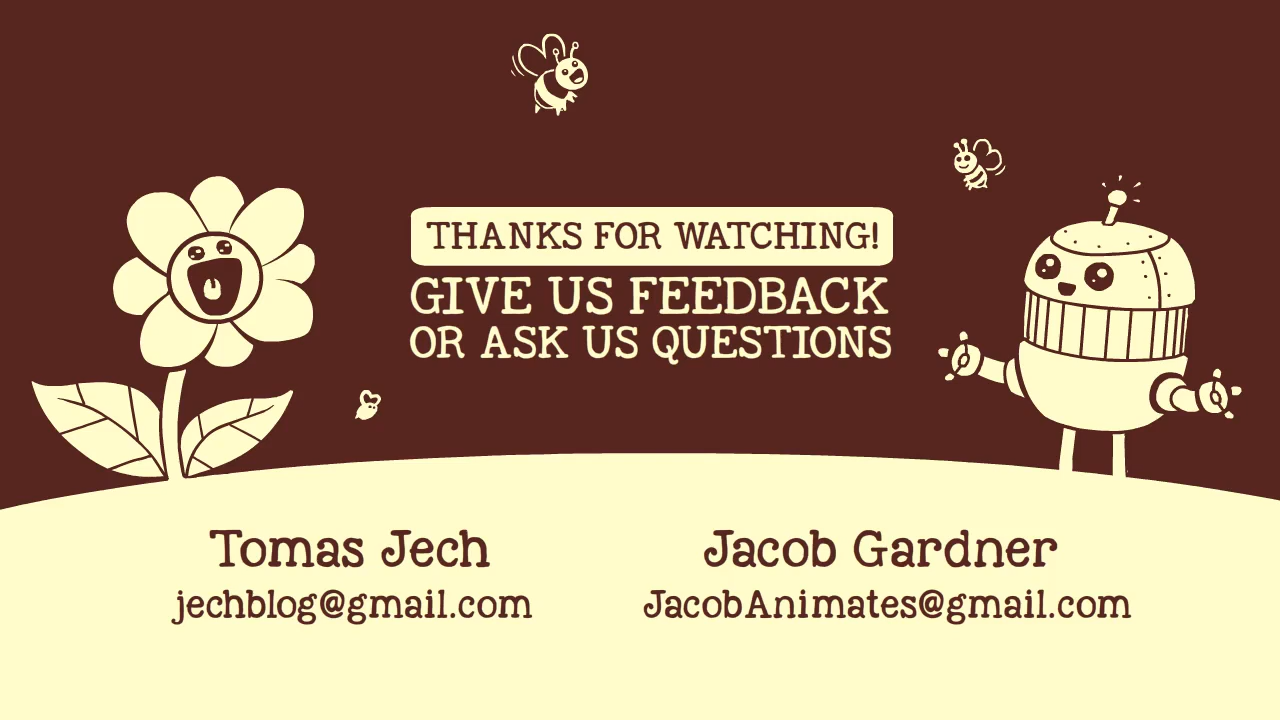 THANKS FOR WATCHING!
GIVE US FEEDBACK
OR ASK US QUESTIONS
Tomas Jech
jechblog@gmail.com
Jacob Gardner
JacobAnimates@gmail.com